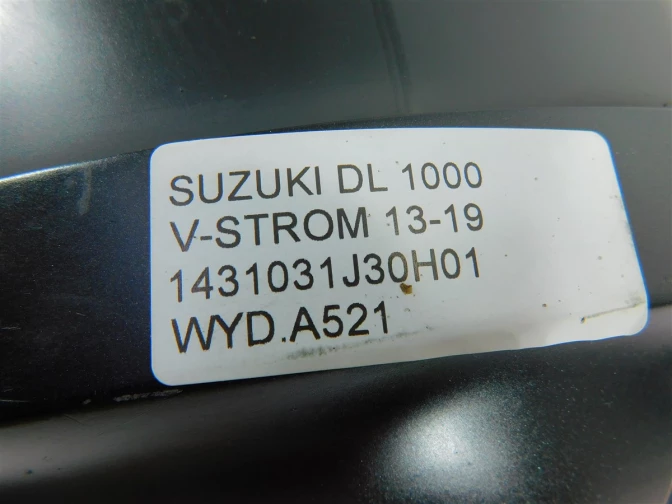 SUZUKI DL 1000
V-STROM 13-19
1431031J30H01
WYD.A521